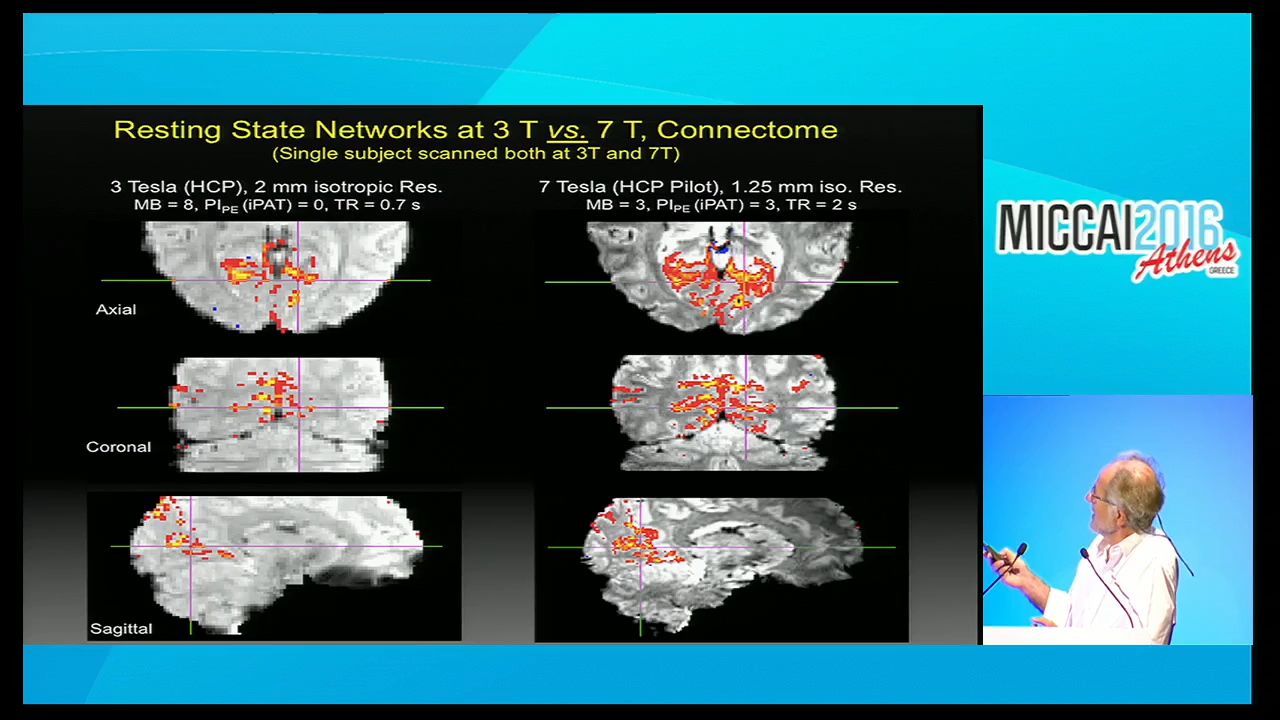 Resting State Networks at 3 T vs. 7 T, Connectome
(Single subject scanned both at 3T and 7T)
3 Tesla (HCP), 2 mm isotropic Res.
MB = 8, PIPE (iPAT) = 0, TR = 0.7 s
7 Tesla (HCP Pilot), 1.25 mm iso. Res.
MB = 3, PIPE (iPAT) = 3, TR = 2 s
Axial
Coronal
Sagittal
MICCAI2016
Athens
GREECE